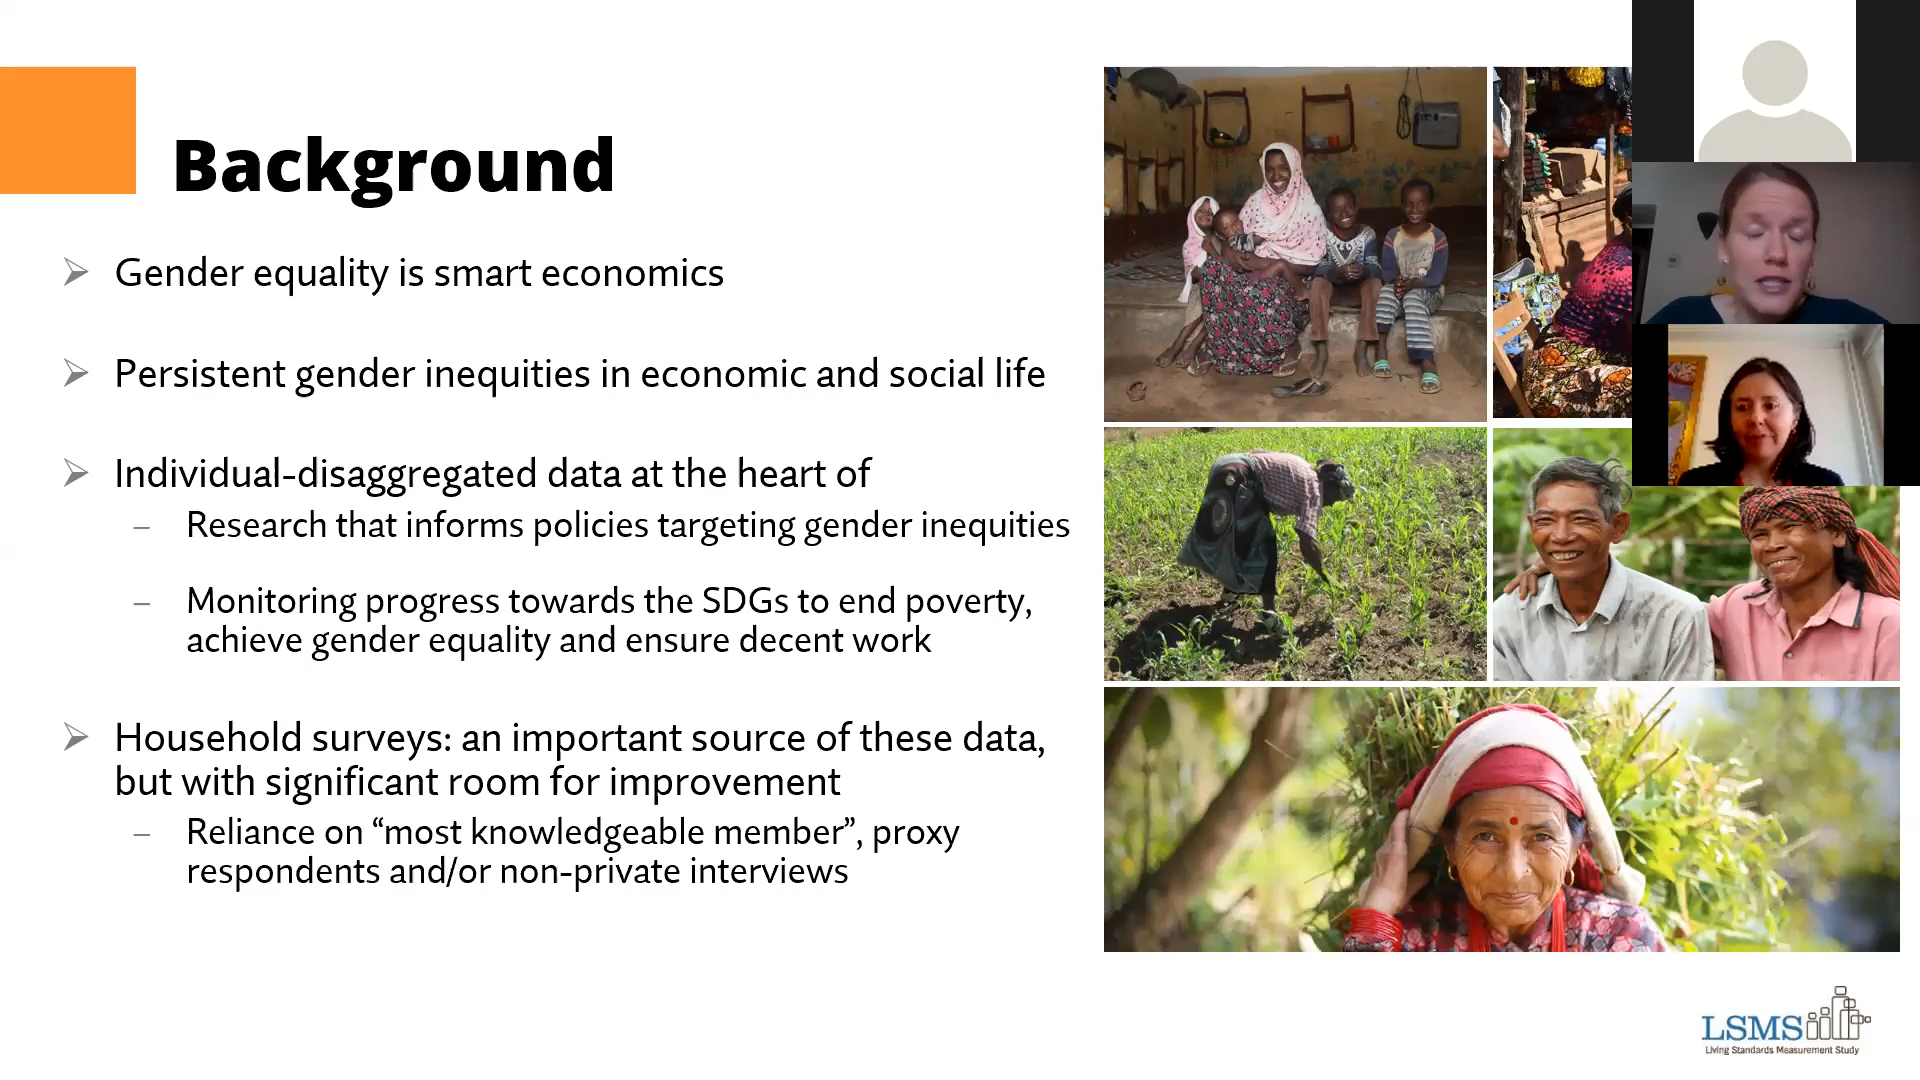 Background
Gender equality is smart economics
Persistent gender inequities in economic and social life
Individual-disaggregated data at the heart of
– Research that informs policies targeting gender inequities
– Monitoring progress towards the SDGs to end poverty,
achieve gender equality and ensure decent work
Household surveys: an important source of these data,
but with significant room for improvement
– Reliance on “most knowledgeable member”, proxy
respondents and/or non-private interviews
LSMS
Living Standards Measurement Study